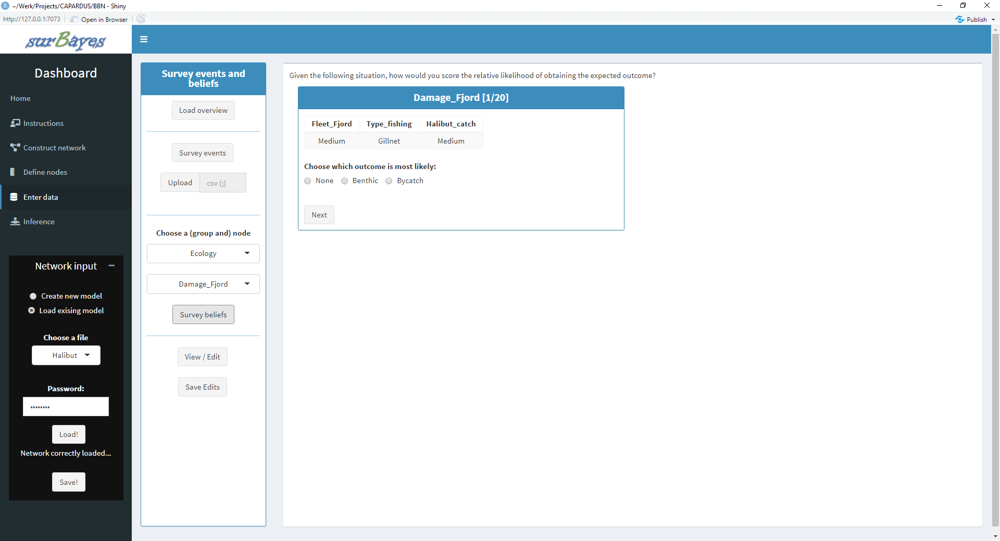 ~/Werk/Projects/CAPARDUS/BBN - Shiny
http://127.0.0.1:7073
Open in Browser
Publish
surBayes
Dashboard
Home
Instructions
Construct network
Define nodes
Enter data
Inference
Network input
Create new model
Load exising model
Choose a file
Halibut
Password:
••••••••
Load!
Network correctly loaded...
Save!
Survey events and
beliefs
Load overview
Survey events
Upload csv (;)
Choose a (group and) node
Ecology
Damage_Fjord
Survey beliefs
View / Edit
Save Edits
Given the following situation, how would you score the relative likelihood of obtaining the expected outcome?
Damage_Fjord [1/20]
Fleet_Fjord Type_fishing Halibut_catch
Medium Gillnet Medium
Choose which outcome is most likely:
None Benthic Bycatch
Next